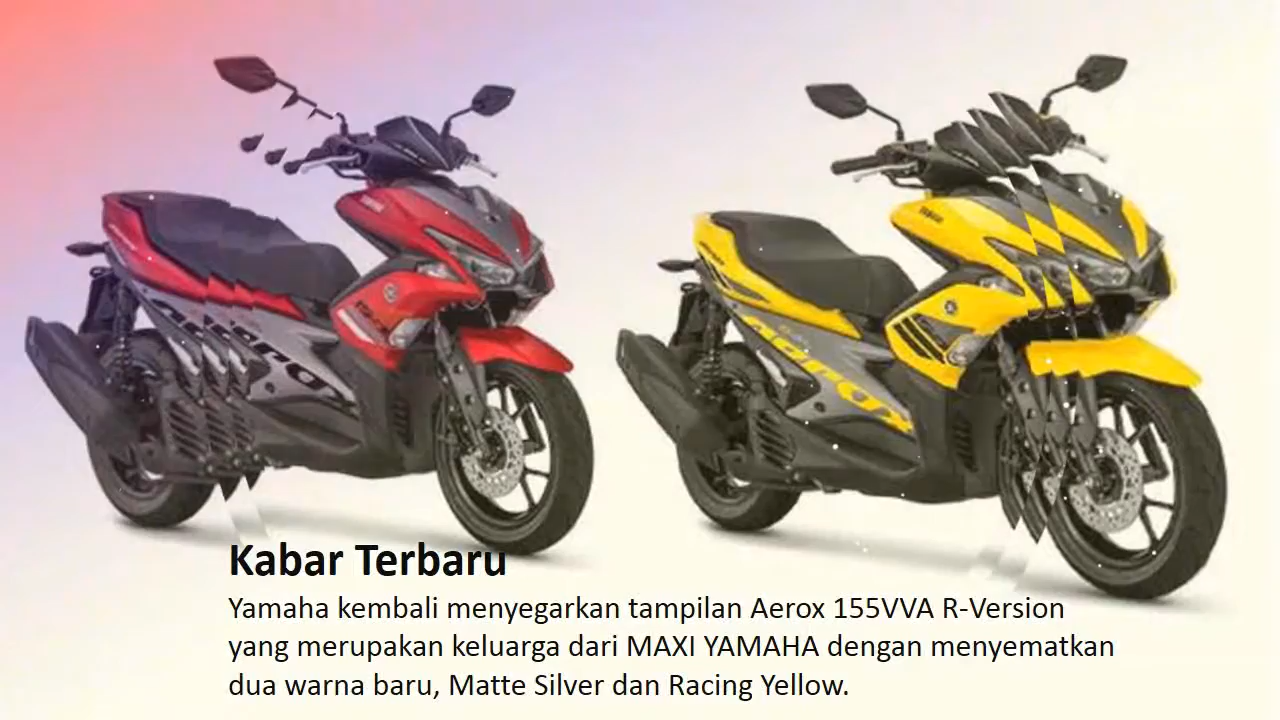 Kabar Terbaru
Yamaha kembali menyegarkan tampilan Aerox 155VVA R-Version
yang merupakan keluarga dari MAXI YAMAHA dengan menyematkan
dua warna baru, Matte Silver dan Racing Yellow.